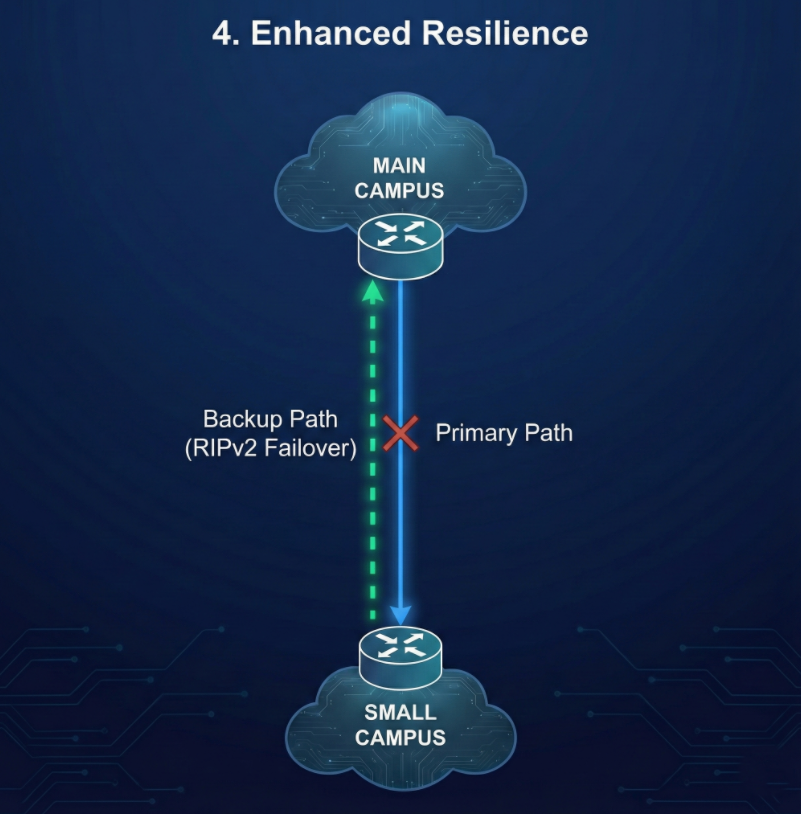 4. Enhanced Resilience
MAIN
CAMPUS
Backup Path
(RIPv2 Failover)
Primary Path
SMALL
CAMPUS